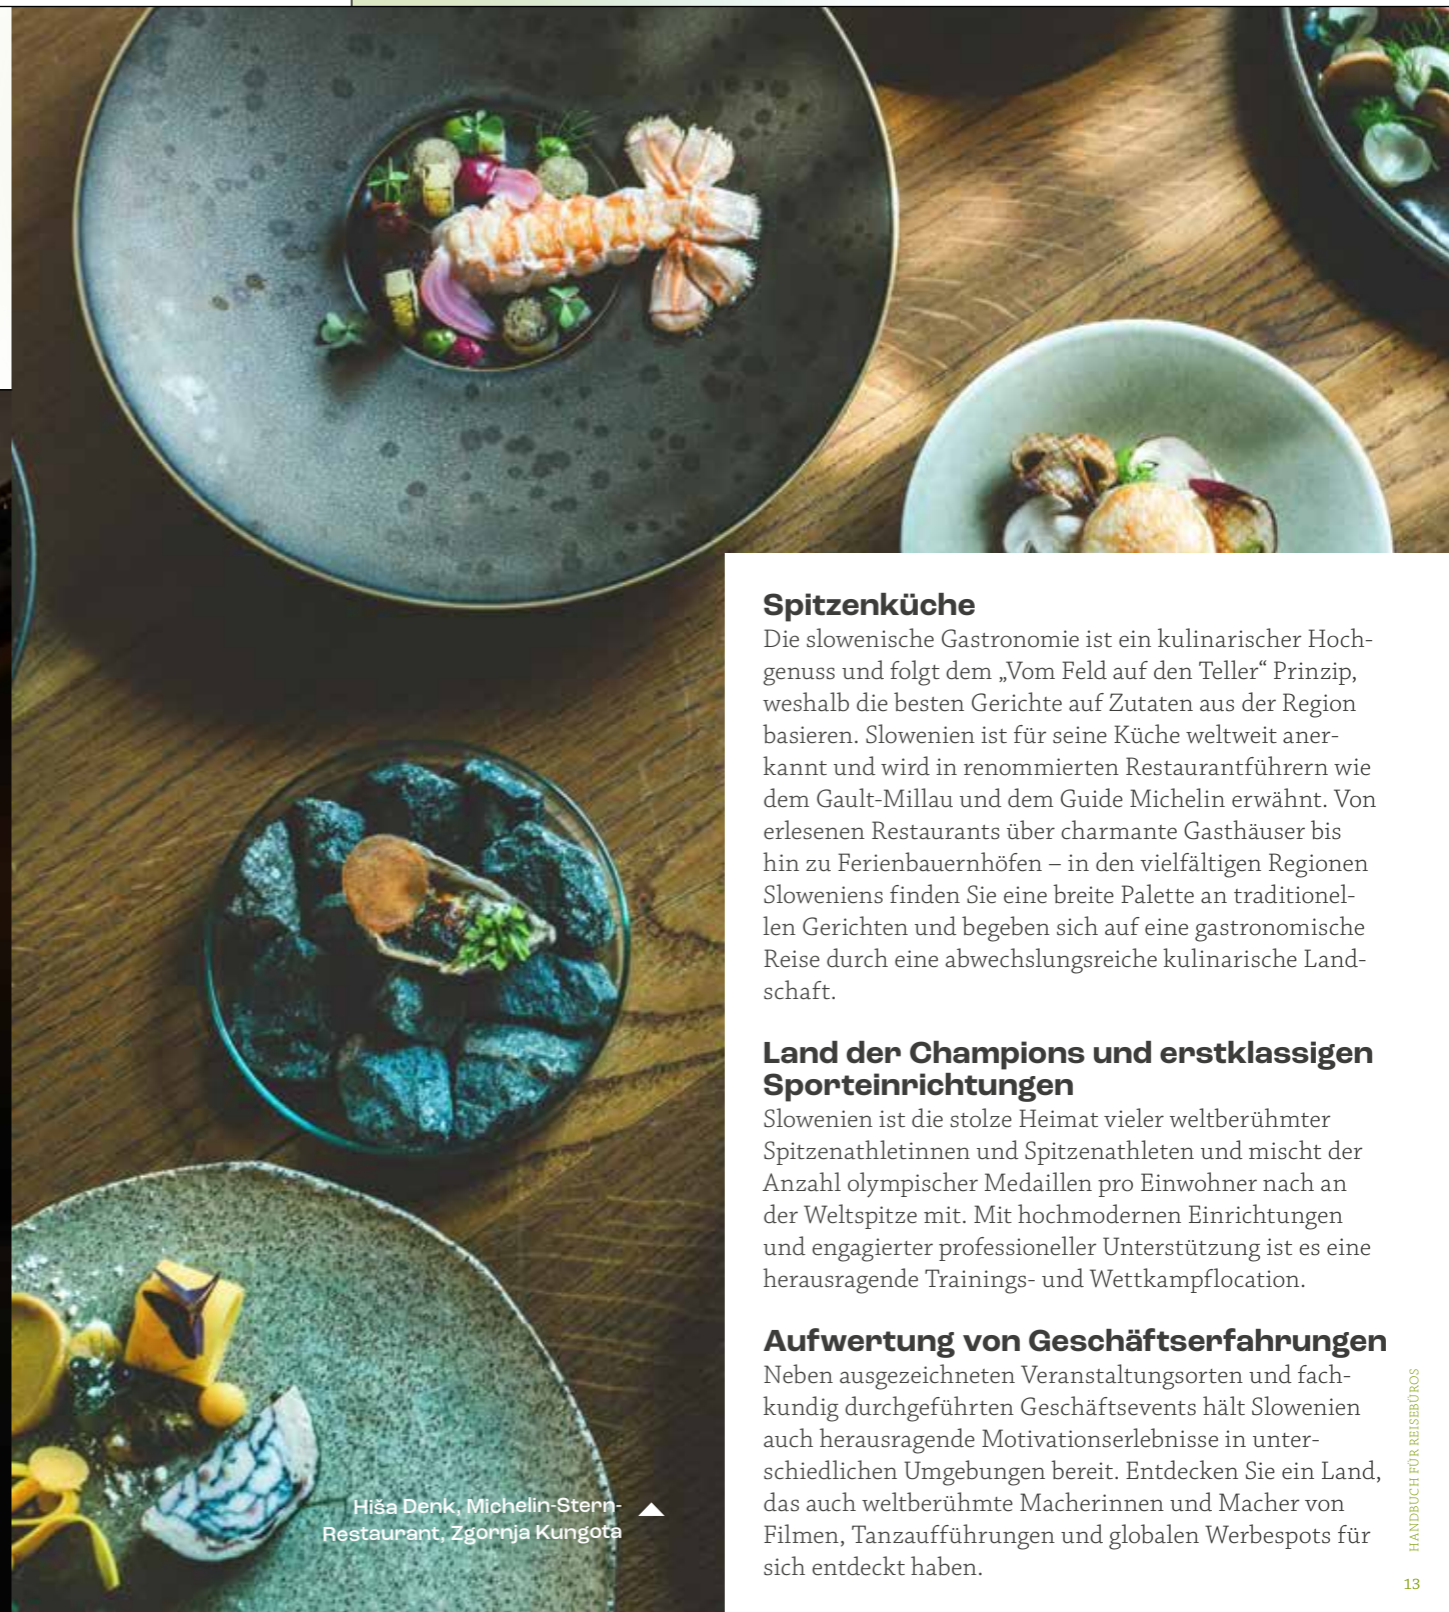 Spitzenküche
Die slowenische Gastronomie ist ein kulinarischer Hoch-
genuss und folgt dem „Vom Feld auf den Teller“ Prinzip,
weshalb die besten Gerichte auf Zutaten aus der Region
basieren. Slowenien ist für seine Küche weltweit aner-
kannt und wird in renommierten Restaurantführern wie
dem Gault-Millau und dem Guide Michelin erwähnt. Von
erlesenen Restaurants über charmante Gasthäuser bis
hin zu Ferienbauernhöfen – in den vielfältigen Regionen
Sloweniens finden Sie eine breite Palette an traditionel-
len Gerichten und begeben sich auf eine gastronomische
Reise durch eine abwechslungsreiche kulinarische Land-
schaft.
Land der Champions und erstklassigen
Sporteinrichtungen
Slowenien ist die stolze Heimat vieler weltberühmter
Spitzenathletinnen und Spitzenathleten und mischt der
Anzahl olympischer Medaillen pro Einwohner nach an
der Weltspitze mit. Mit hochmodernen Einrichtungen
und engagierter professioneller Unterstützung ist es eine
herausragende Trainings- und Wettkampflocation.
Aufwertung von Geschäftserfahrungen
Neben ausgezeichneten Veranstaltungsorten und fach-
kundig durchgeführten Geschäftsevents hält Slowenien
auch herausragende Motivationserlebnisse in unter-
schiedlichen Umgebungen bereit. Entdecken Sie ein Land,
das auch weltberühmte Macherinnen und Macher von
Filmen, Tanzaufführungen und globalen Werbespots für
sich entdeckt haben.
Hiša Denk, Michelin-Stern-
Restaurant, Zgornja Kungota
HANDBUCH FÜR REISEBÜROS
13